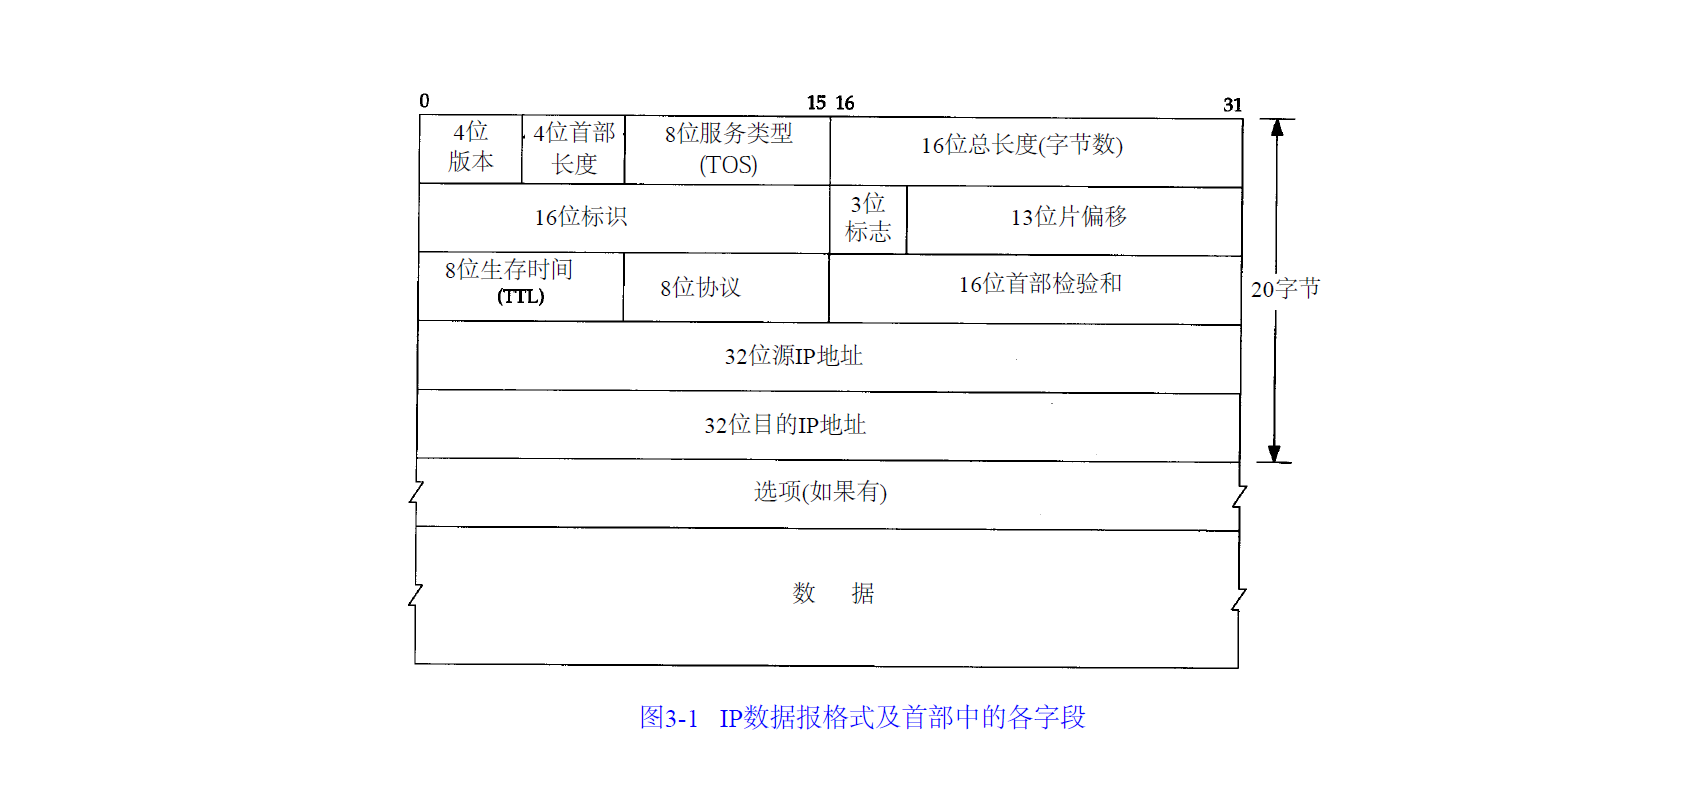 0 15 16 31
4位
版本
4位首部
长度
8位服务类型
(TOS)
16位总长度(字节数)
16位标识
3位
标志
13位片偏移
8位生存时间
(TTL)
8位协议
16位首部检验和
20字节
32位源IP地址
32位目的IP地址
选项(如果有)
数 据
图3-1 IP数据报格式及首部中的各字段